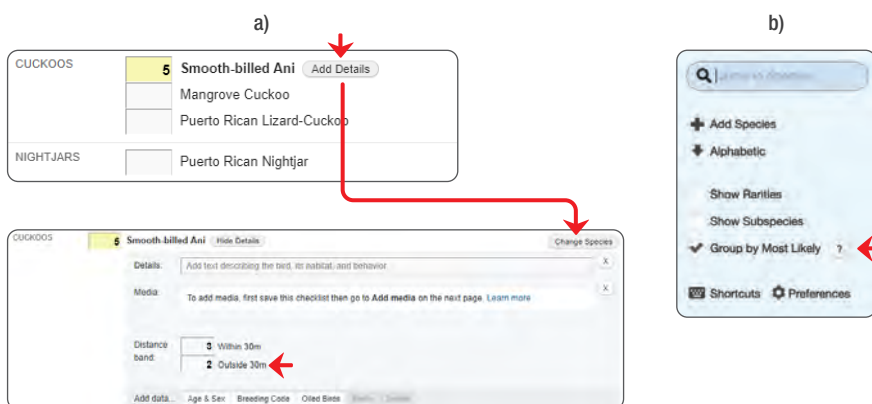 a)
b)
CUCKOOS
5 Smooth-billed Ani Add Details
Mangrove Cuckoo
Puerto Rican Lizard-Cuckoo
NIGHTJARS
Puerto Rican Nightjar
CUCKOOS 5 Smooth-billed Ani Hide Details Change Species
Details: Add text describing the bird, its habitat, and behavior X
Media: To add media, first save this checklist then go to Add media on the next page. Learn more X
Distance band: 3 Within 30m
2 Outside 30m
Add data... Age & Sex Breeding Code Oiled Birds
Add Species
Alphabetic
Show Rarities
Show Subspecies
Group by Most Likely ?
Shortcuts Preferences